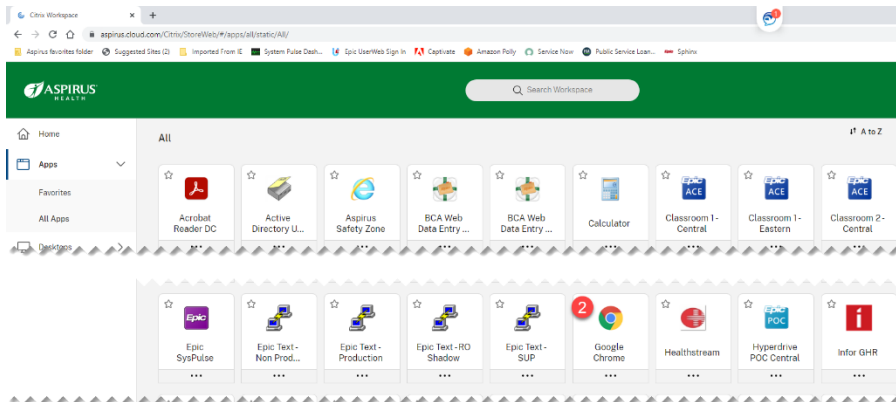 Citrix Workspace
aspirus.cloud.com/Citrix/StoreWeb/#/apps/all/static/All/
Aspirus favorites folder Suggested Sites (2) Imported From IE System Pulse Dash... Epic UserWeb Sign In Captivate Amazon Polly Service Now Public Service Loan... Sphinx
ASPIRUS
HEALTH
Search Workspace
Home
All
A to Z
Apps
Favorites
All Apps
Desktops
Acrobat
Reader DC
Active
Directory U...
Aspirus
Safety Zone
BCA Web
Data Entry ...
BCA Web
Data Entry ...
Calculator
Epic
ACE
Classroom 1-
Central
Epic
ACE
Classroom 1-
Eastern
Epic
ACE
Classroom 2-
Central
Epic
Epic
SysPulse
Epic Text -
Non Prod...
Epic Text -
Production
Epic Text -RO
Shadow
Epic Text -
SUP
2
Google
Chrome
Healthstream
Epic
POC
Hyperdrive
POC Central
Infor GHR